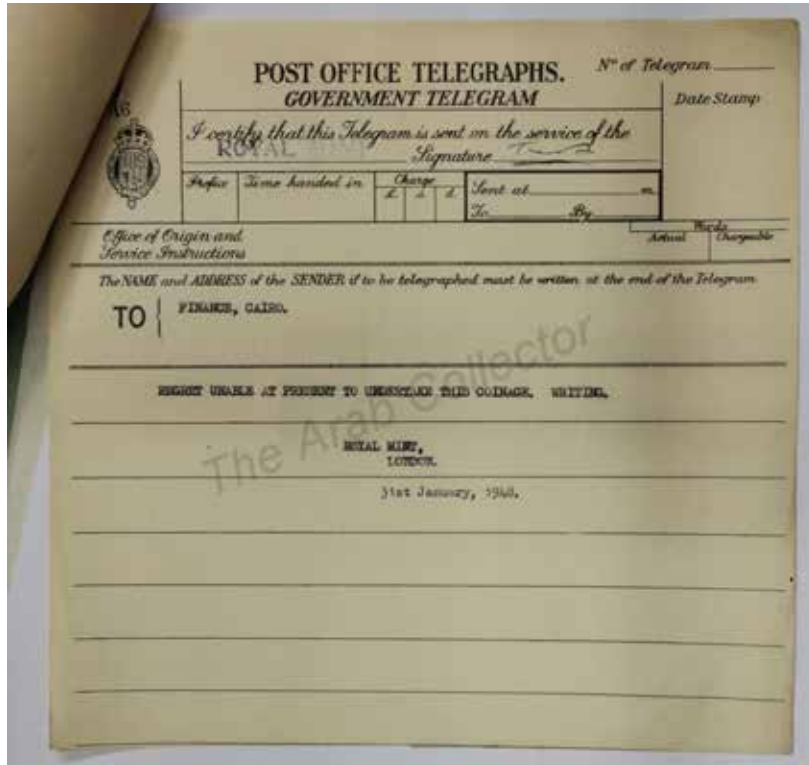 POST OFFICE TELEGRAPHS.
Nº of Telegram
GOVERNMENT TELEGRAM
Date Stamp
I certify that this Telegram is sent on the service of the
ROYAL MINT
Signature
Prefix
Time handed in
Charge
£ s d
Sent at m.
To By
Office of Origin and
Service Instructions
Words
Actual Chargeable
The NAME and ADDRESS of the SENDER if to be telegraphed must be written at the end of the Telegram
TO
FINANCE, CAIRO.
REGRET UNABLE AT PRESENT TO UNDERTAKE THIS COINAGE. WRITING.
ROYAL MINT,
LONDON.
31st January, 1948.
The Arab Collector